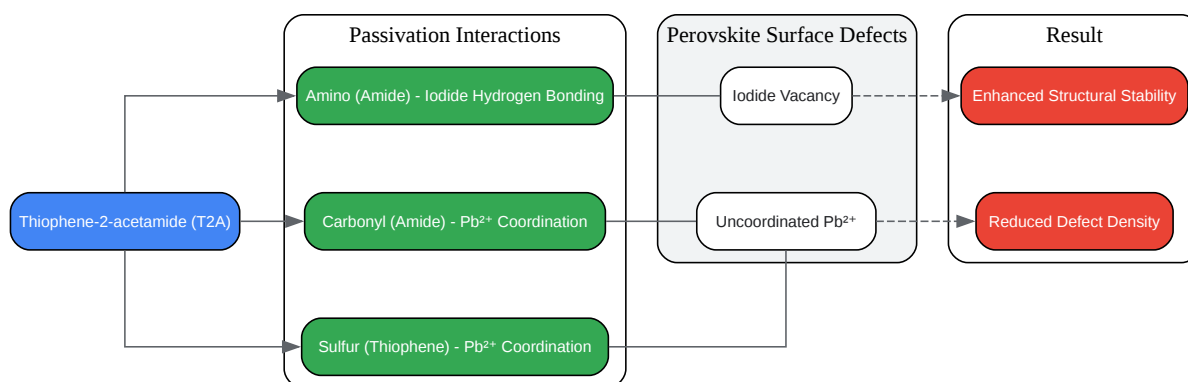 Passivation Interactions
Perovskite Surface Defects
Result
Amino (Amide) - Iodide Hydrogen Bonding
Iodide Vacancy
Enhanced Structural Stability
Thiophene-2-acetamide (T2A)
Carbonyl (Amide) - Pb²⁺ Coordination
Uncoordinated Pb²⁺
Reduced Defect Density
Sulfur (Thiophene) - Pb²⁺ Coordination